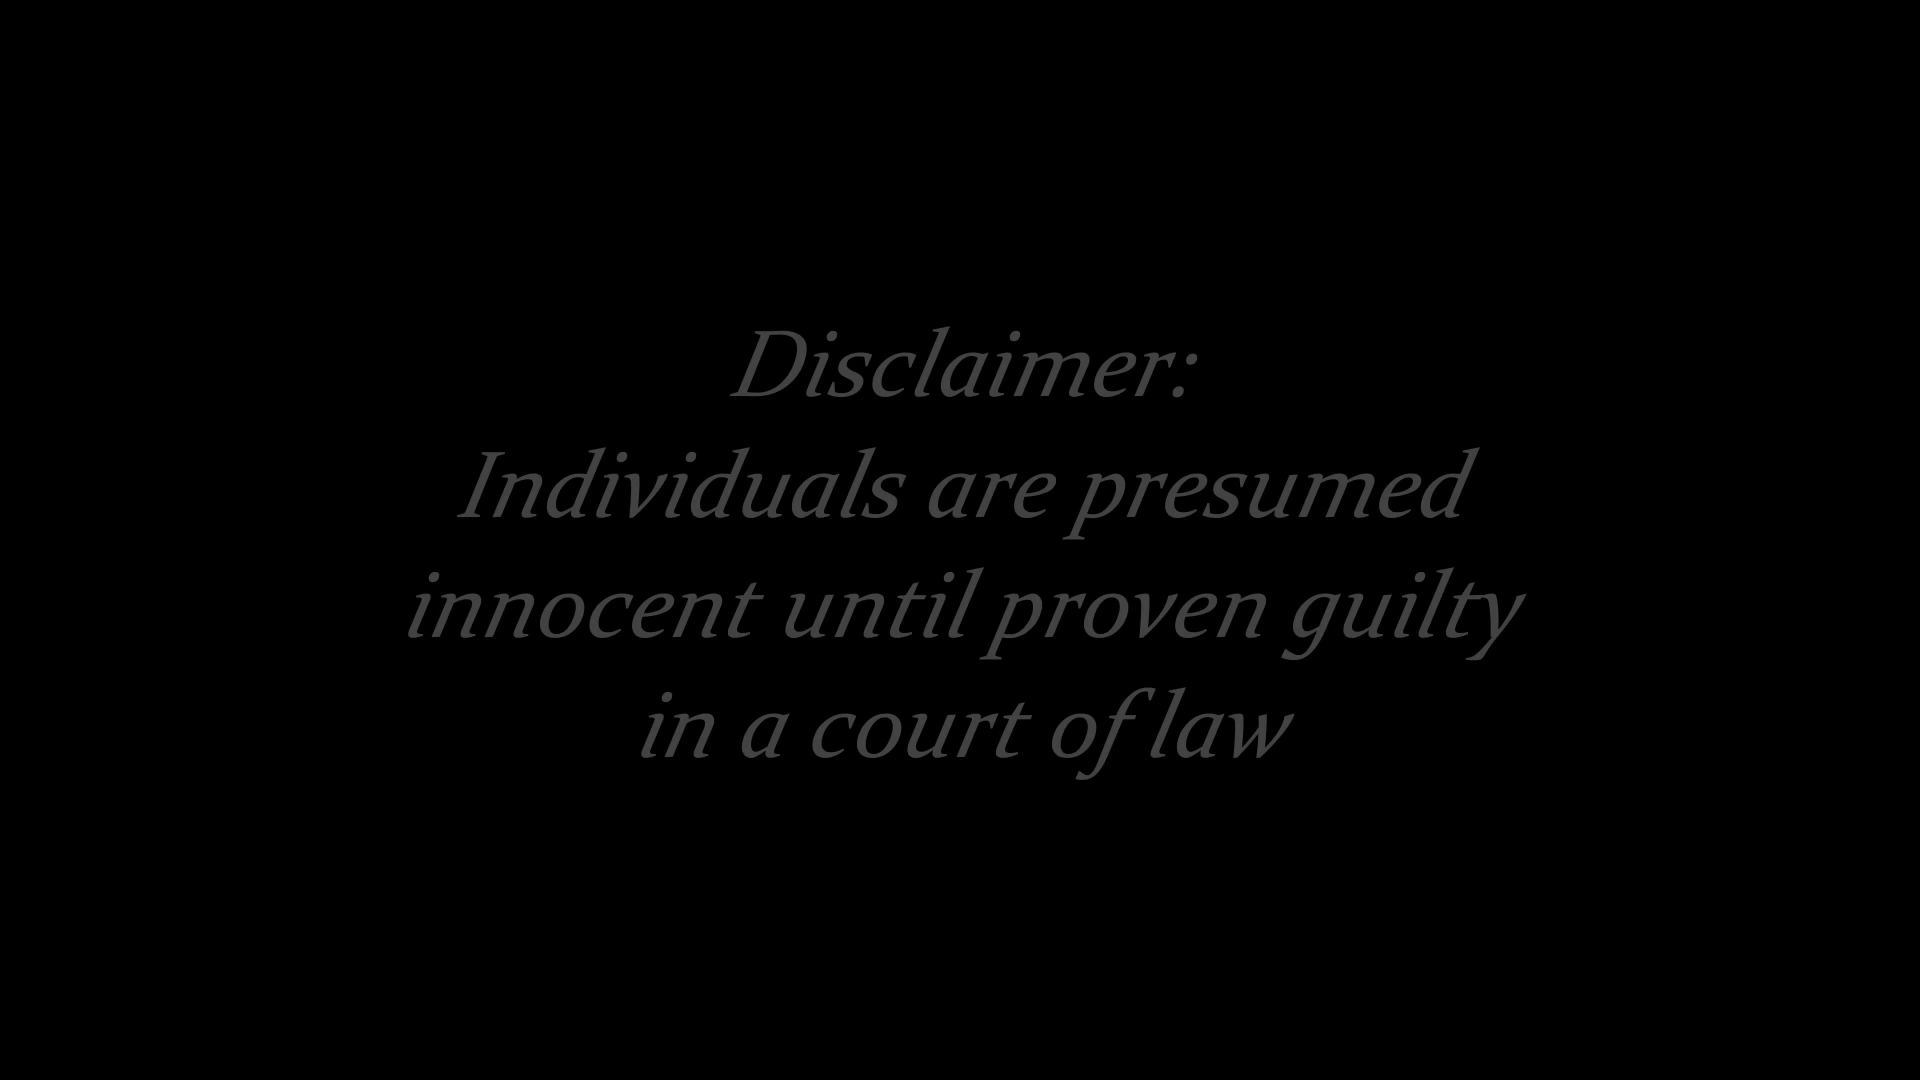 Disclaimer:
Individuals are presumed
innocent until proven guilty
in a court of law